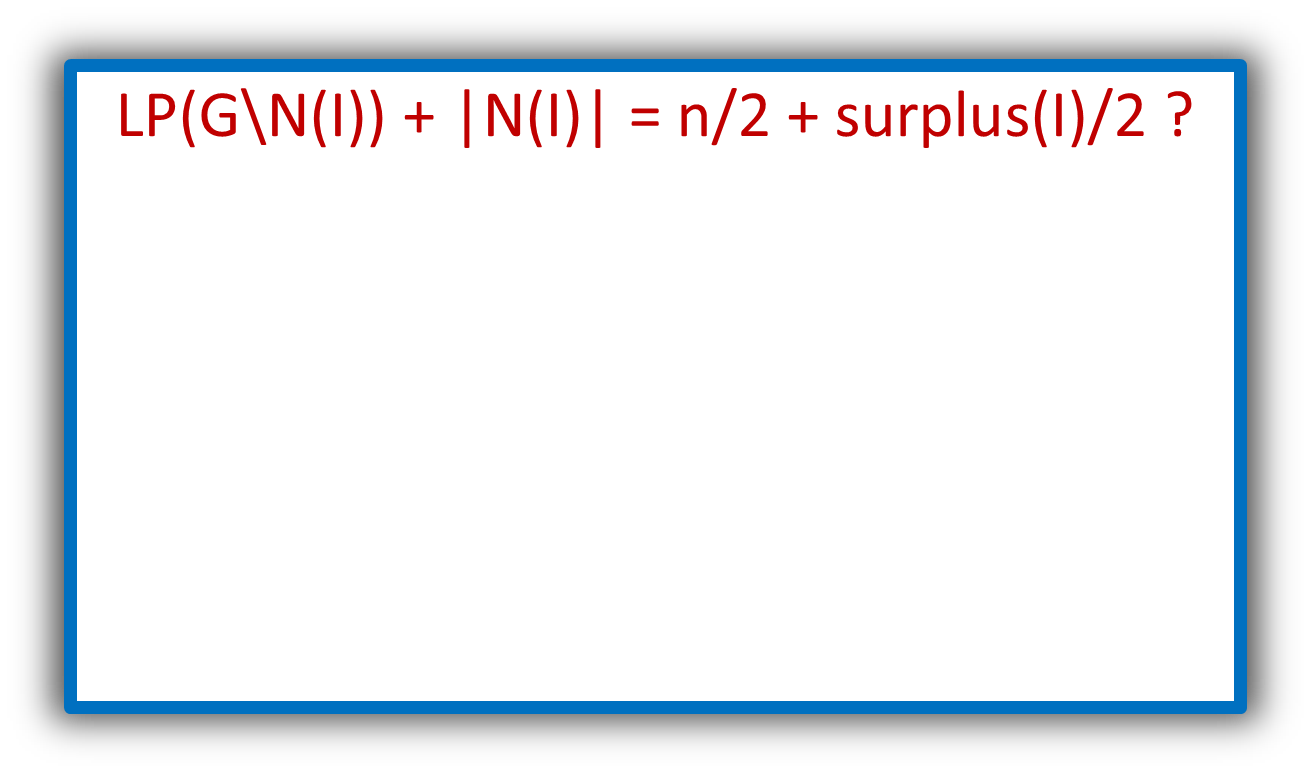 LP(G\N(I)) + |N(I)| = n/2 + surplus(I)/2 ?